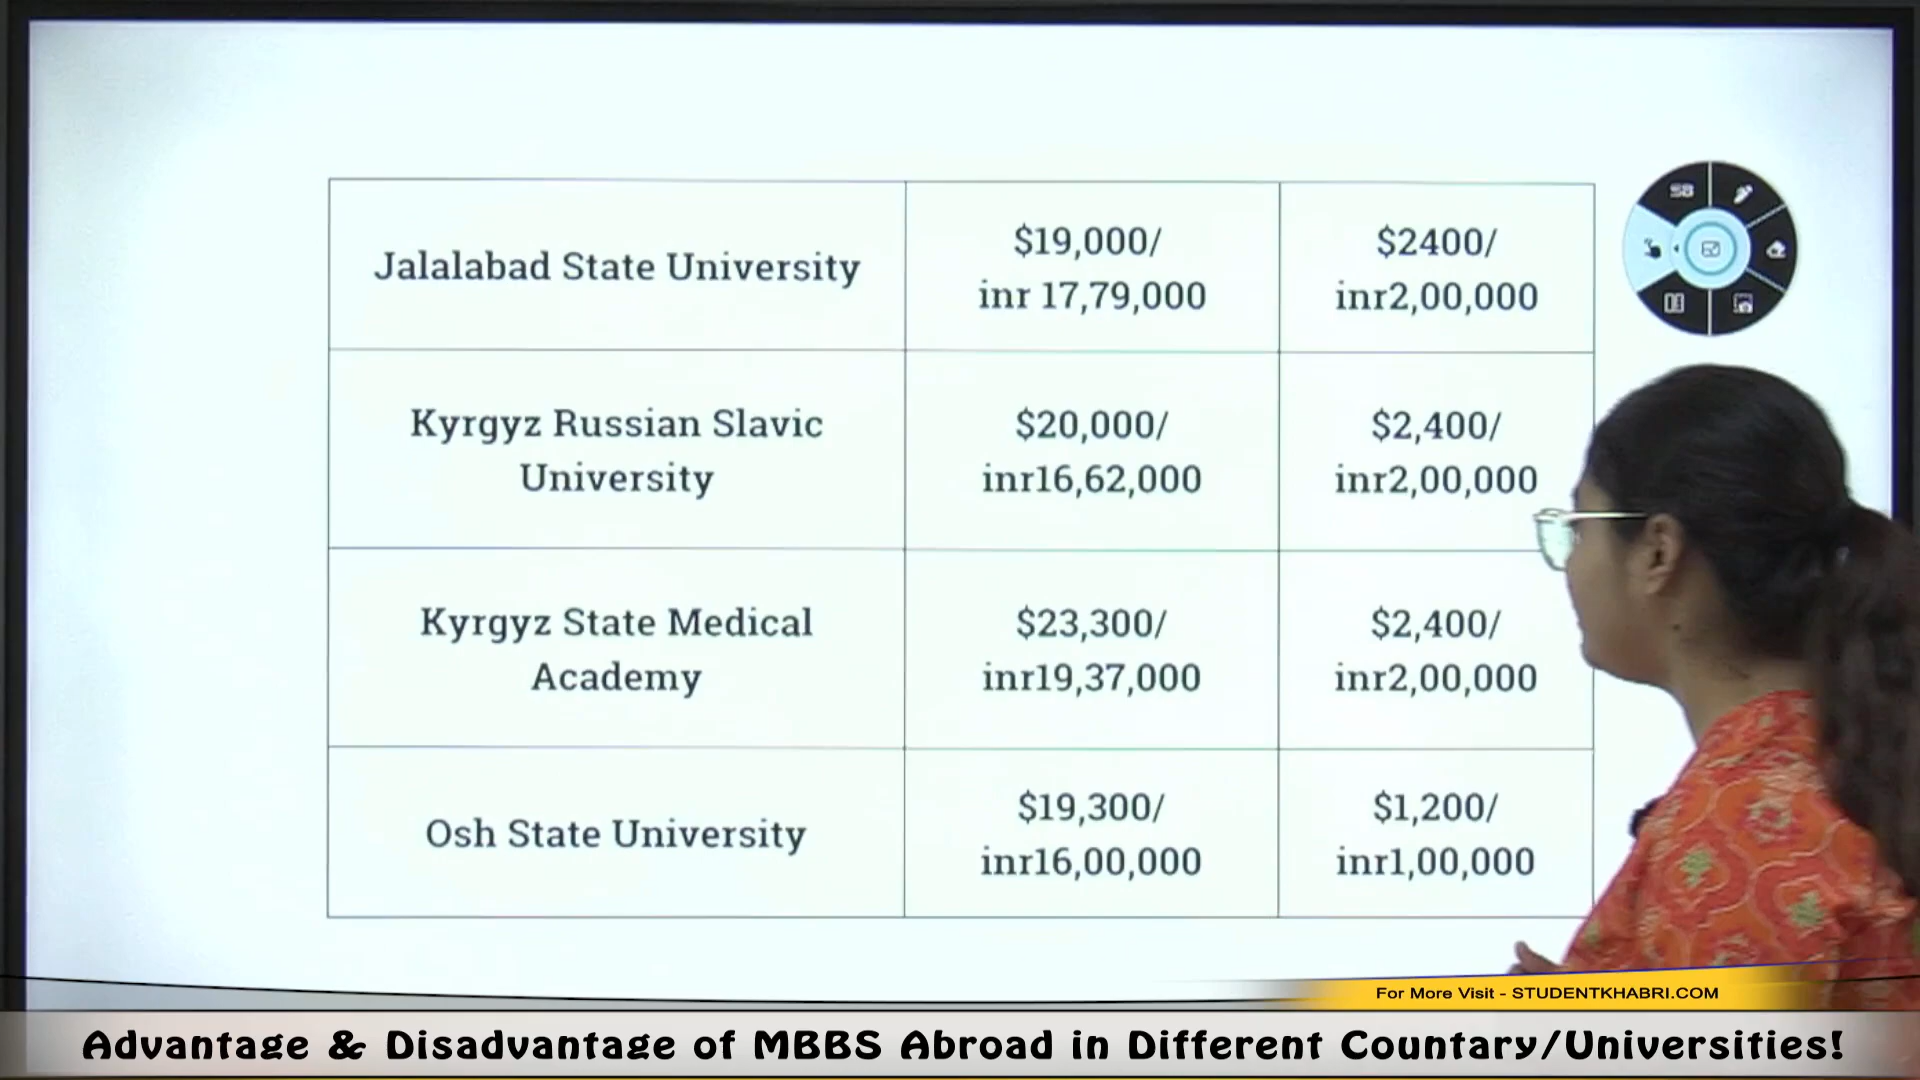 Jalalabad State University
$19,000/
inr 17,79,000
$2400/
inr2,00,000
Kyrgyz Russian Slavic
University
$20,000/
inr16,62,000
$2,400/
inr2,00,000
Kyrgyz State Medical
Academy
$23,300/
inr19,37,000
$2,400/
inr2,00,000
Osh State University
$19,300/
inr16,00,000
$1,200/
inr1,00,000
For More Visit - STUDENTKHABRI.COM
Advantage & Disadvantage of MBBS Abroad in Different Countary/Universities!